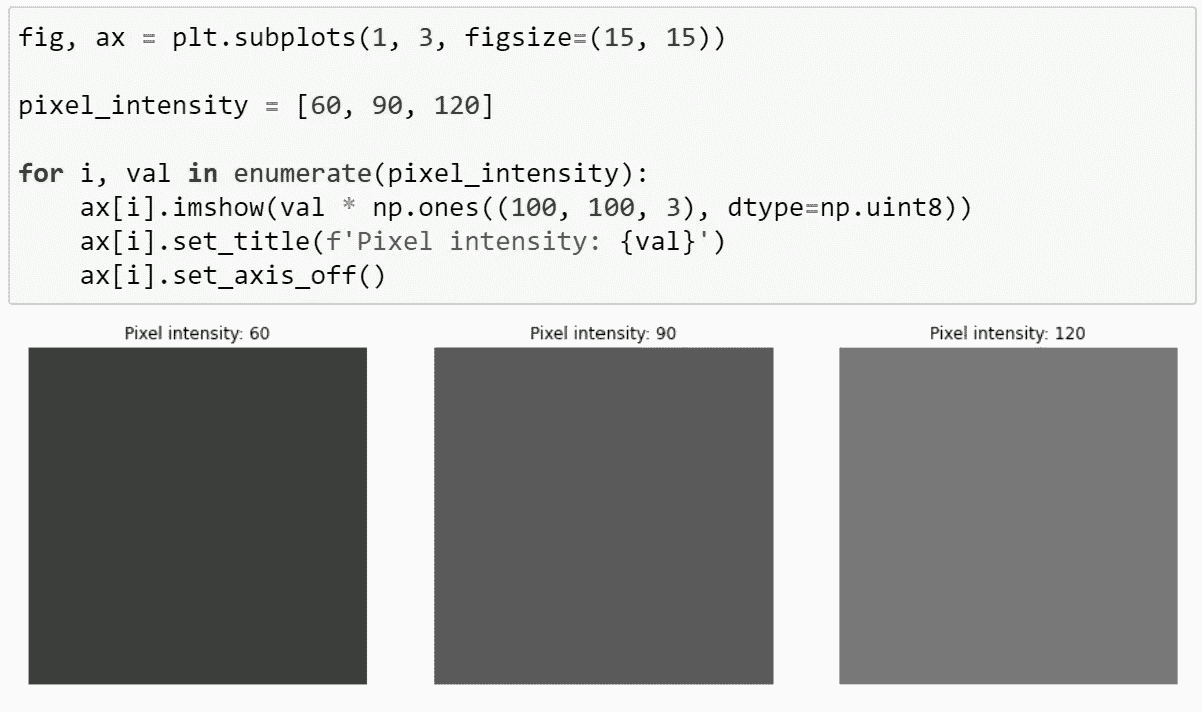 fig, ax = plt.subplots(1, 3, figsize=(15, 15))
pixel_intensity = [60, 90, 120]
for i, val in enumerate(pixel_intensity):
    ax[i].imshow(val * np.ones((100, 100, 3), dtype=np.uint8))
    ax[i].set_title(f'Pixel intensity: {val}')
    ax[i].set_axis_off()
Pixel intensity: 60
Pixel intensity: 90
Pixel intensity: 120